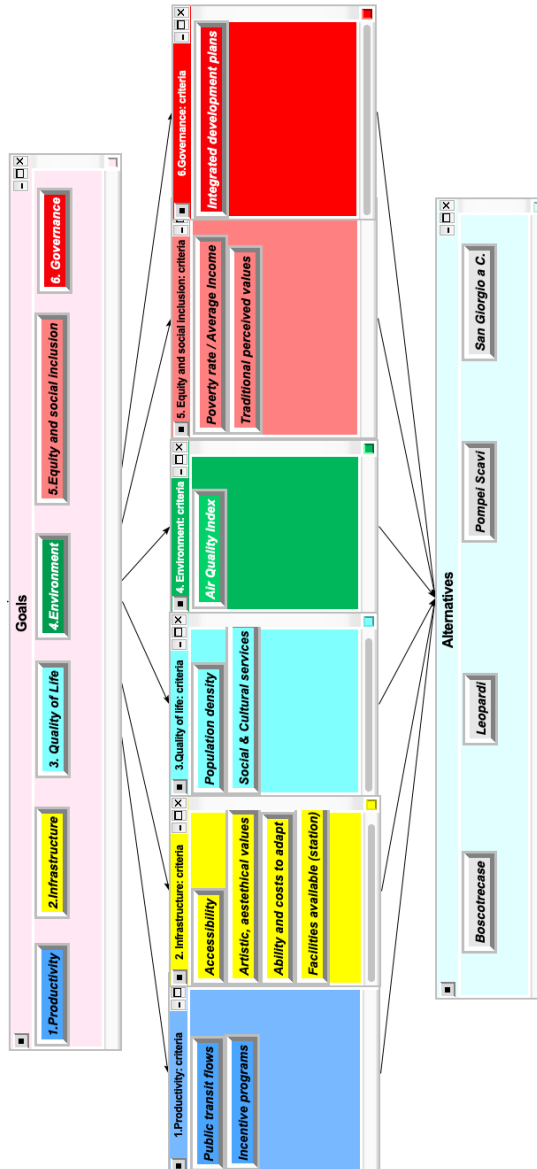 Goals
1.Productivity
2.Infrastructure
3. Quality of Life
4.Environment
5.Equity and social inclusion
6. Governance
1.Productivity: criteria
Public transit flows
Incentive programs
2. Infrastructure: criteria
Accessibility
Artistic, aestethical values
Ability and costs to adapt
Facilities available (station)
3.Quality of life: criteria
Population density
Social & Cultural services
4. Environment: criteria
Air Quality Index
5. Equity and social inclusion: criteria
Poverty rate / Average Income
Traditional perceived values
6.Governance: criteria
Integrated development plans
Alternatives
Boscotrecase
Leopardi
Pompei Scavi
San Giorgio a C.